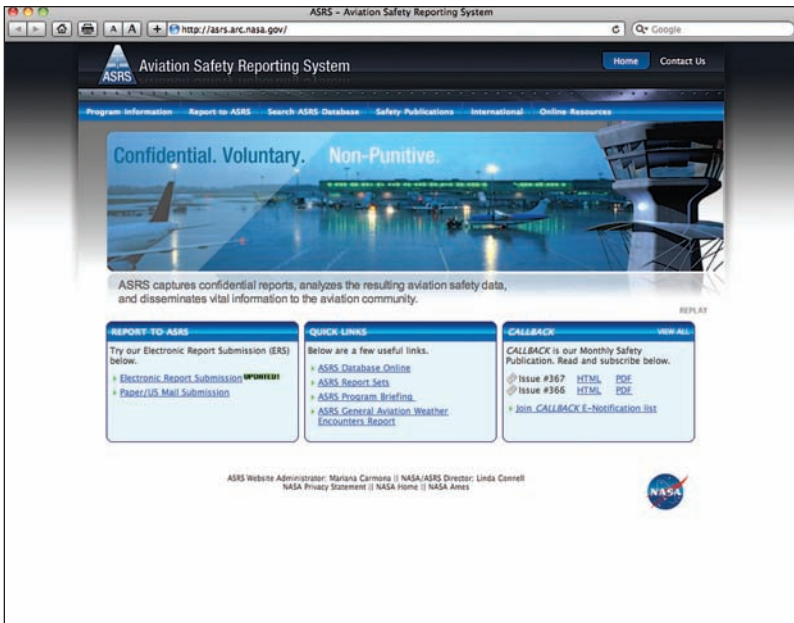 ASRS – Aviation Safety Reporting System
A A + http://asrs.arc.nasa.gov/ Google
ASRS Aviation Safety Reporting System
Home Contact Us
Program Information Report to ASRS Search ASRS Database Safety Publications International Online Resources
Confidential. Voluntary. Non-Punitive.
ASRS captures confidential reports, analyzes the resulting aviation safety data,
and disseminates vital information to the aviation community.
REPLAY
REPORT TO ASRS
Try our Electronic Report Submission (ERS)
below.
Electronic Report Submission UPDATED!
Paper/US Mail Submission
QUICK LINKS
Below are a few useful links.
ASRS Database Online
ASRS Report Sets
ASRS Program Briefing
ASRS General Aviation Weather
Encounters Report
CALLBACK VIEW ALL
CALLBACK is our Monthly Safety
Publication. Read and subscribe below.
Issue #367 HTML PDF
Issue #366 HTML PDF
Join CALLBACK E-Notification list
ASRS Website Administrator: Mariana Carmona || NASA/ASRS Director: Linda Connell
NASA Privacy Statement || NASA Home || NASA Ames
NASA